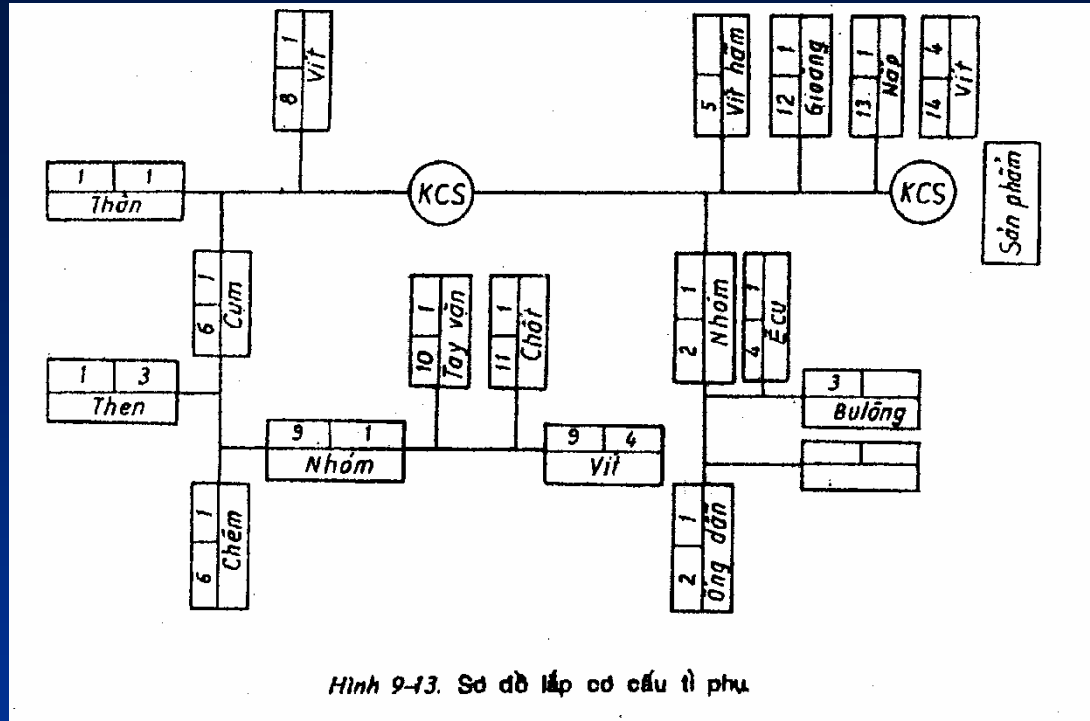 8 1
Vít
5
Vít hãm
12 1
Gioăng
13. 1
Nắp
14 4
Vít
1 1
Thân
KCS
KCS
Sản phẩm
6 1
Cụm
10 1
Tay vặn
11 1
Chốt
2 1
Nhóm
4 1
Êcu
1 3
Then
3
Bulông
9 1
Nhóm
9 4
Vít
6 1
Chêm
2 1
Ống dẫn
Hình 9-13. Sơ đồ lắp cơ cấu tì phụ